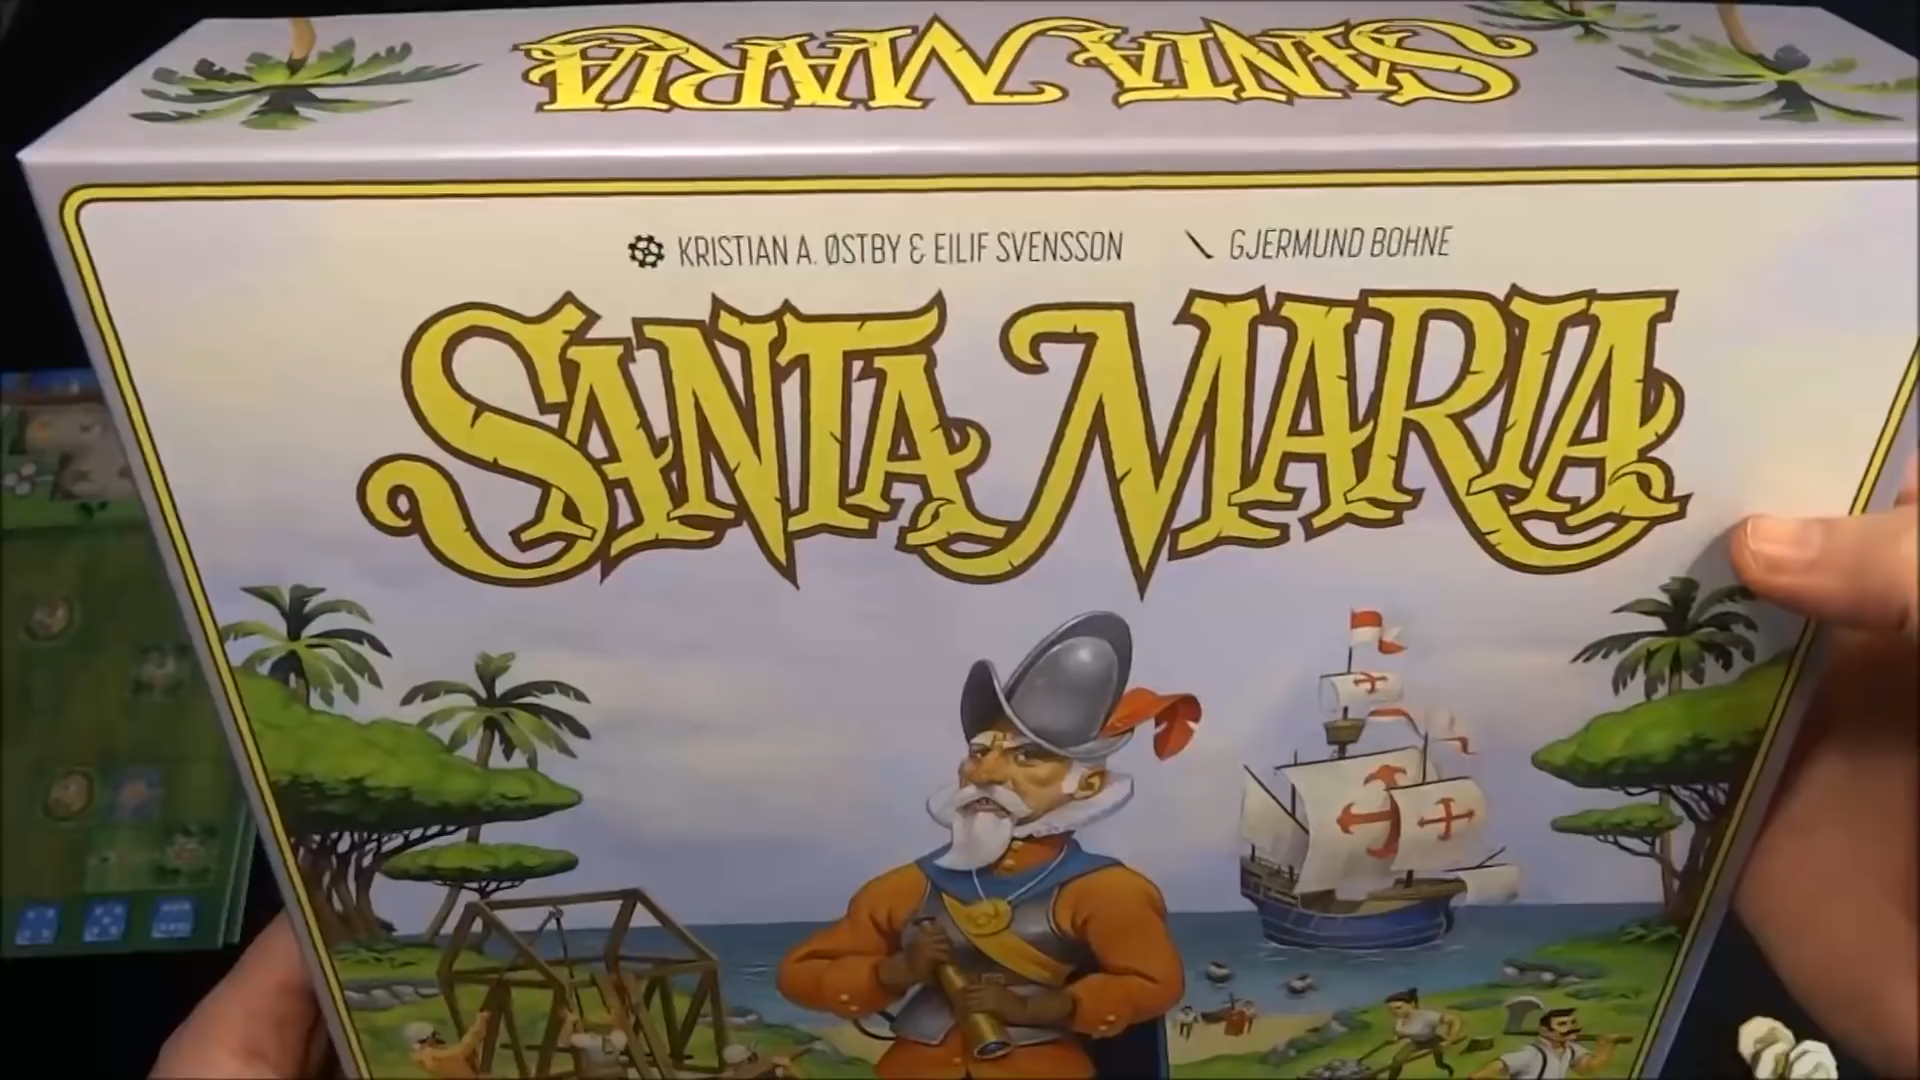 SANTA MARIA
KRISTIAN A. ØSTBY & EILIF SVENSSON GJERMUND BOHNE
SANTA MARIA